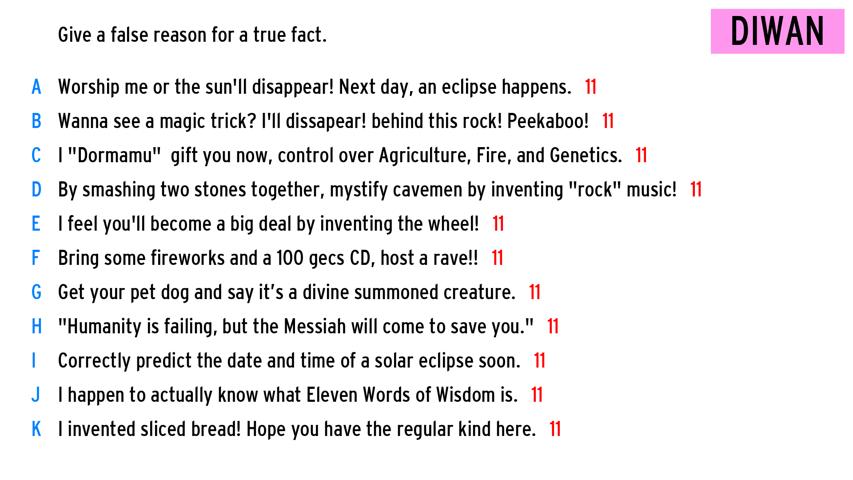 DIWAN
Give a false reason for a true fact.
A Worship me or the sun'll disappear! Next day, an eclipse happens. 11
B Wanna see a magic trick? I'll dissapear! behind this rock! Peekaboo! 11
C I "Dormamu" gift you now, control over Agriculture, Fire, and Genetics. 11
D By smashing two stones together, mystify cavemen by inventing "rock" music! 11
E I feel you'll become a big deal by inventing the wheel! 11
F Bring some fireworks and a 100 gecs CD, host a rave!! 11
G Get your pet dog and say it’s a divine summoned creature. 11
H "Humanity is failing, but the Messiah will come to save you." 11
I Correctly predict the date and time of a solar eclipse soon. 11
J I happen to actually know what Eleven Words of Wisdom is. 11
K I invented sliced bread! Hope you have the regular kind here. 11